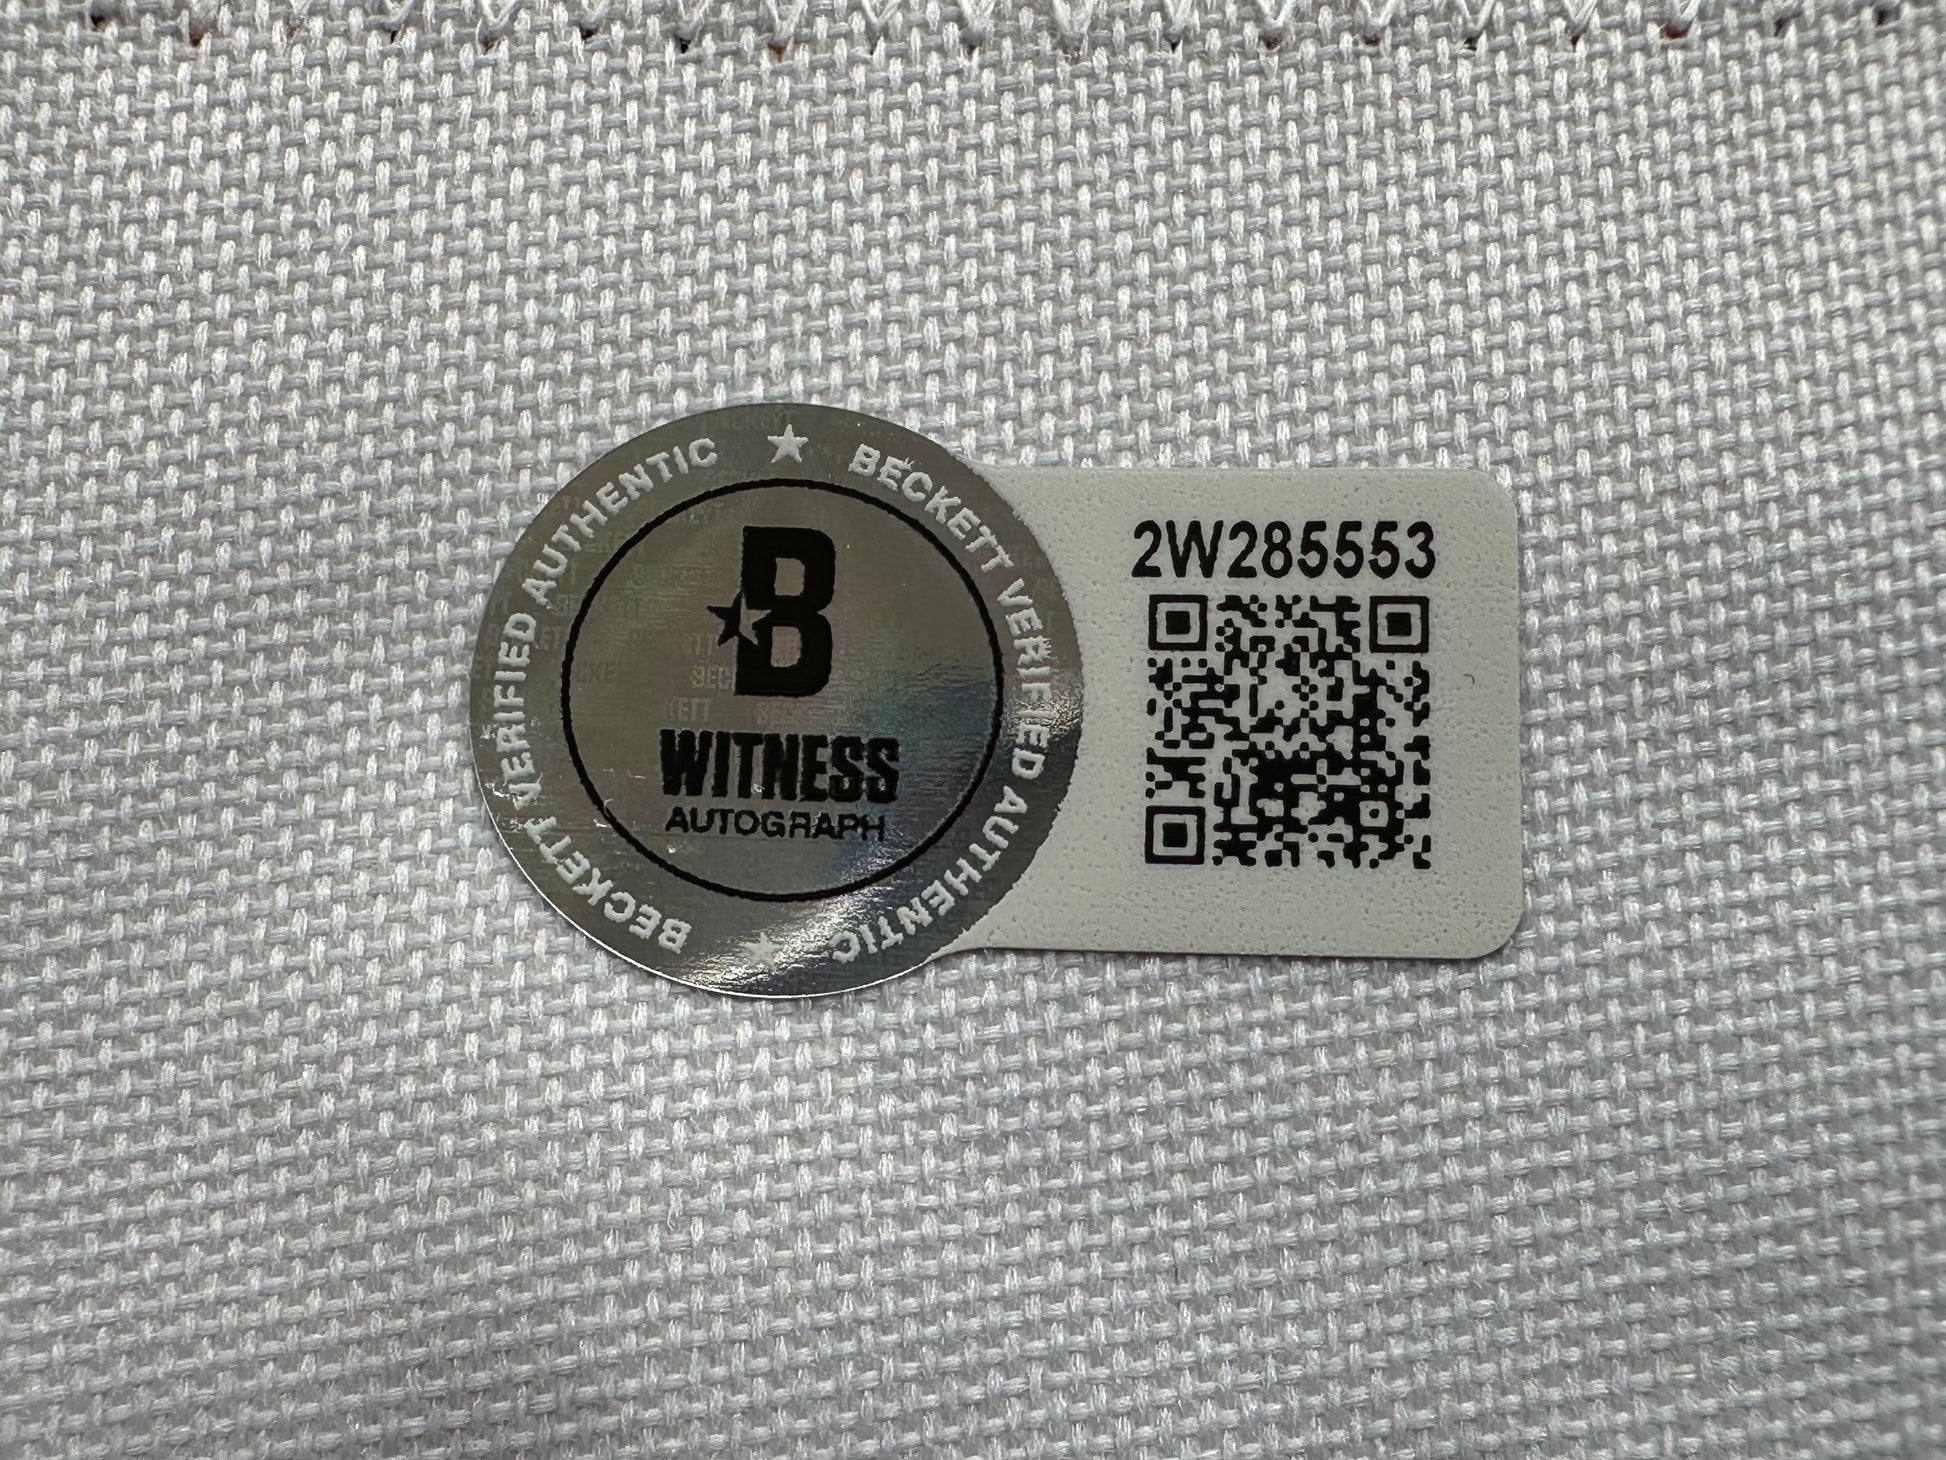 BECKETT VERIFIED AUTHENTIC ★ BECKETT VERIFIED AUTHENTIC ★
B
WITNESS
AUTOGRAPH
2W285553